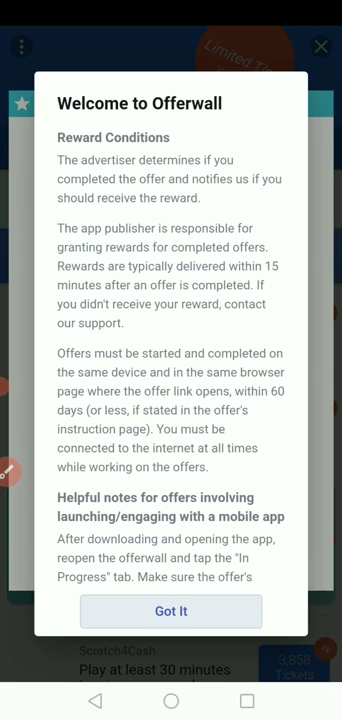 Limited
Welcome to Offerwall
Reward Conditions
The advertiser determines if you
completed the offer and notifies us if you
should receive the reward.
The app publisher is responsible for
granting rewards for completed offers.
Rewards are typically delivered within 15
minutes after an offer is completed. If
you didn't receive your reward, contact
our support.
Offers must be started and completed on
the same device and in the same browser
page where the offer link opens, within 60
days (or less, if stated in the offer's
instruction page). You must be
connected to the internet at all times
while working on the offers.
Helpful notes for offers involving
launching/engaging with a mobile app
After downloading and opening the app,
reopen the offerwall and tap the "In
Progress" tab. Make sure the offer's
Got It
Scratch4Cash
Play at least 30 minutes
3,858
Tickets